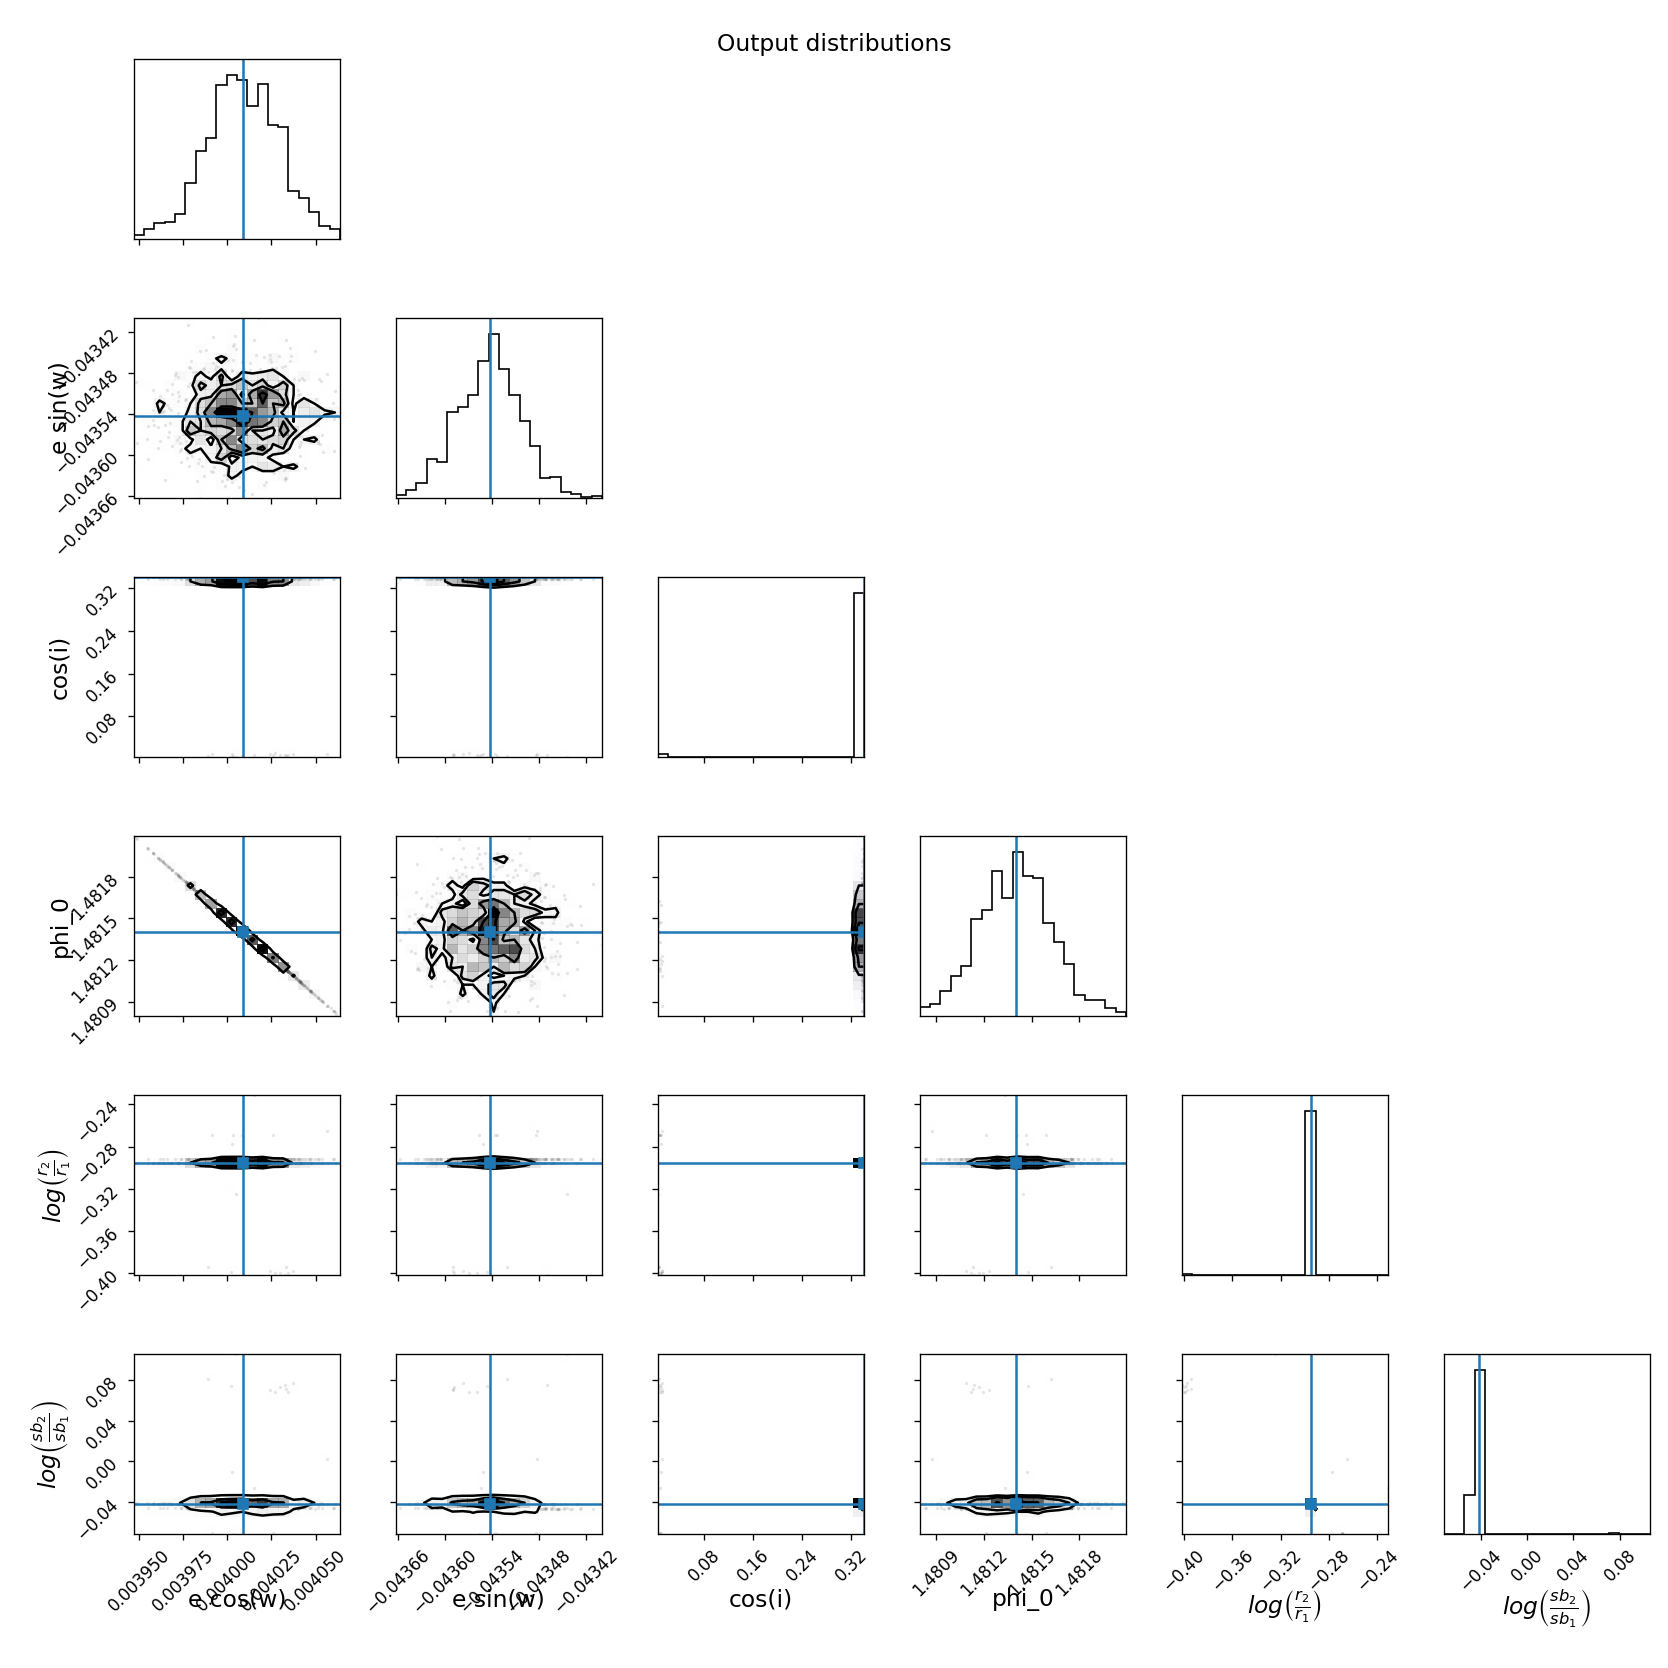 Output distributions
e sin(w)
−0.04342
−0.04348
−0.04354
−0.04360
−0.04366
cos(i)
0.32
0.24
0.16
0.08
phi_0
1.4818
1.4815
1.4812
1.4809
log(r₂/r₁)
−0.24
−0.28
−0.32
−0.36
−0.40
log(sb₂/sb₁)
0.08
0.04
0.00
−0.04
0.003950 0.003975 0.004000 0.004025 0.004050
e cos(w)
−0.04366 −0.04360 −0.04354 −0.04348 −0.04342
e sin(w)
0.08 0.16 0.24 0.32
cos(i)
1.4809 1.4812 1.4815 1.4818
phi_0
−0.40 −0.36 −0.32 −0.28 −0.24
log(r₂/r₁)
−0.04 0.00 0.04 0.08
log(sb₂/sb₁)